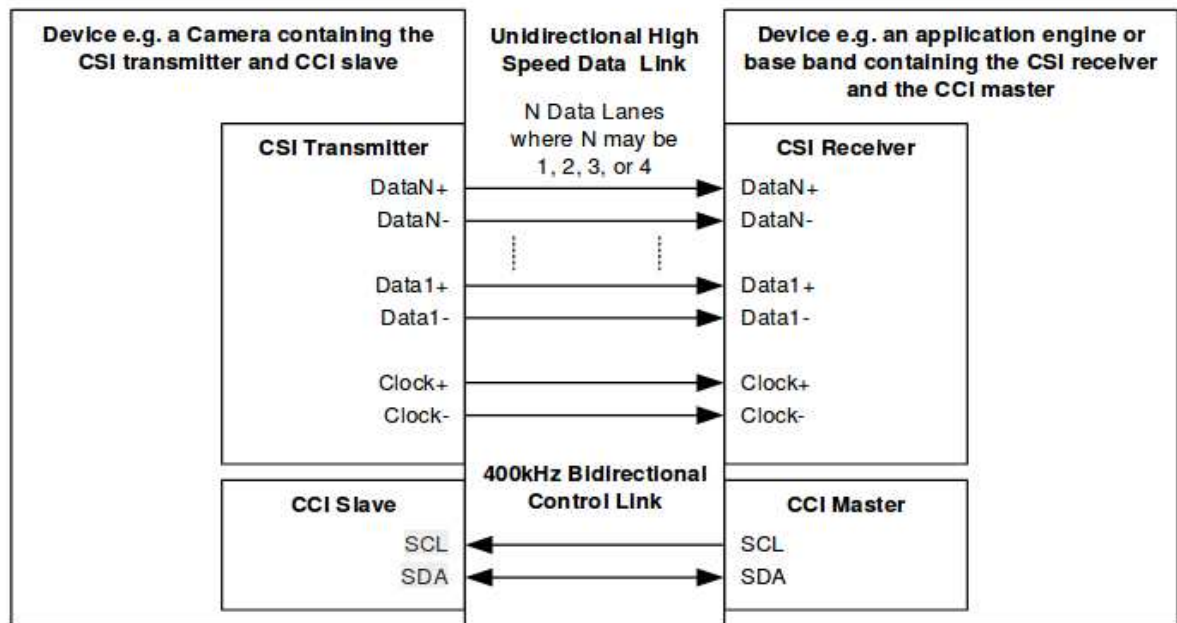 Device e.g. a Camera containing the
CSI transmitter and CCI slave
Unidirectional High
Speed Data Link
Device e.g. an application engine or
base band containing the CSI receiver
and the CCI master
N Data Lanes
where N may be
1, 2, 3, or 4
CSI Transmitter
CSI Receiver
DataN+
DataN+
DataN-
DataN-
Data1+
Data1+
Data1-
Data1-
Clock+
Clock+
Clock-
Clock-
400kHz Bidirectional
Control Link
CCI Slave
CCI Master
SCL
SCL
SDA
SDA